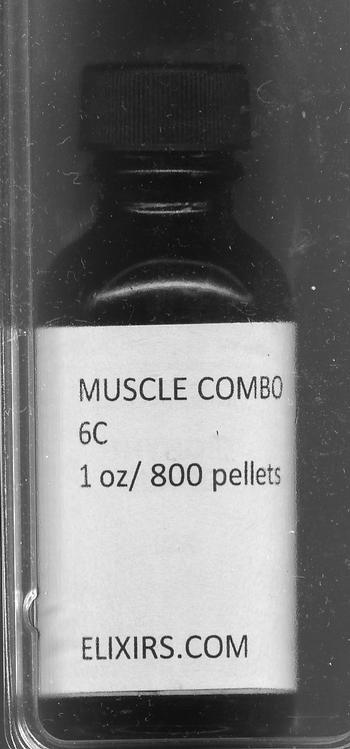 MUSCLE COMBO
6C
1 oz/ 800 pellets
ELIXIRS.COM